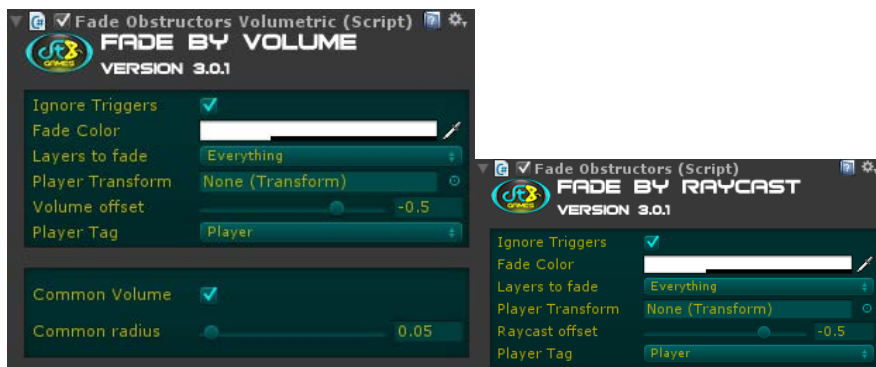 Fade Obstructors Volumetric (Script)
FADE BY VOLUME
VERSION 3.0.1
Ignore Triggers
Fade Color
Layers to fade Everything
Player Transform None (Transform)
Volume offset -0.5
Player Tag Player
Common Volume
Common radius 0.05
Fade Obstructors (Script)
FADE BY RAYCAST
VERSION 3.0.1
Ignore Triggers
Fade Color
Layers to fade Everything
Player Transform None (Transform)
Raycast offset -0.5
Player Tag Player